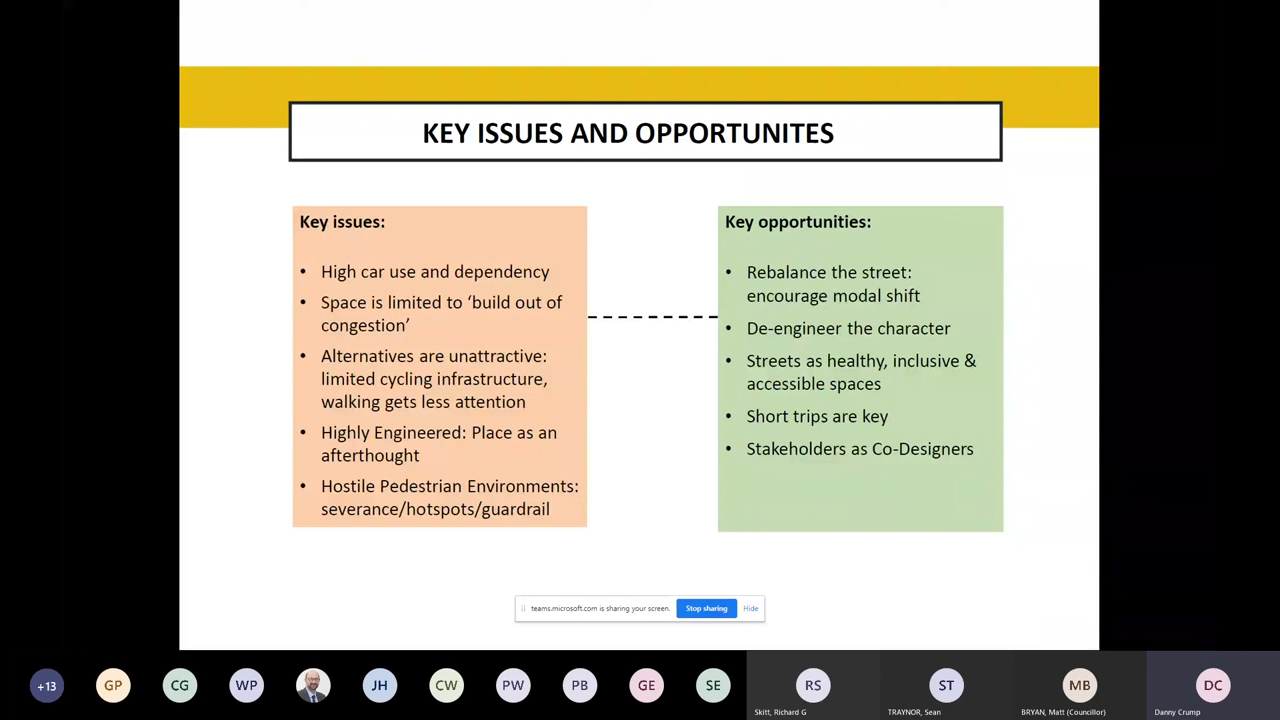 KEY ISSUES AND OPPORTUNITES
Key issues:
• High car use and dependency
• Space is limited to ‘build out of
congestion’
• Alternatives are unattractive:
limited cycling infrastructure,
walking gets less attention
• Highly Engineered: Place as an
afterthought
• Hostile Pedestrian Environments:
severance/hotspots/guardrail
Key opportunities:
• Rebalance the street:
encourage modal shift
• De-engineer the character
• Streets as healthy, inclusive &
accessible spaces
• Short trips are key
• Stakeholders as Co-Designers
teams.microsoft.com is sharing your screen. Stop sharing Hide
+13 GP CG WP JH CW PW PB GE SE RS ST MB DC
Skitt, Richard G TRAYNOR, Sean BRYAN, Matt (Councillor) Danny Crump